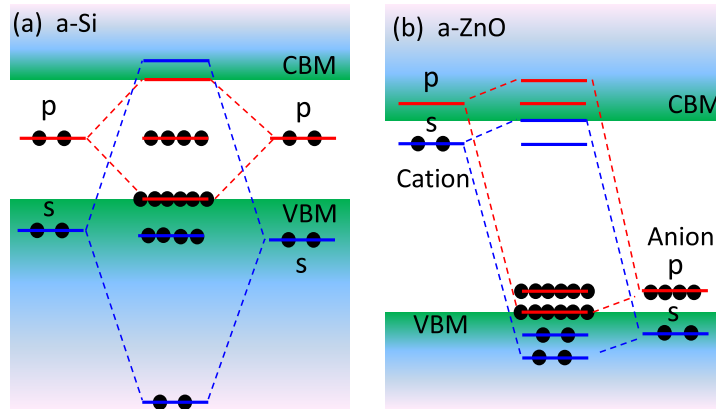 (a) a-Si
CBM
p
p
s
VBM
s
(b) a-ZnO
p
CBM
s
Cation
Anion
p
s
VBM